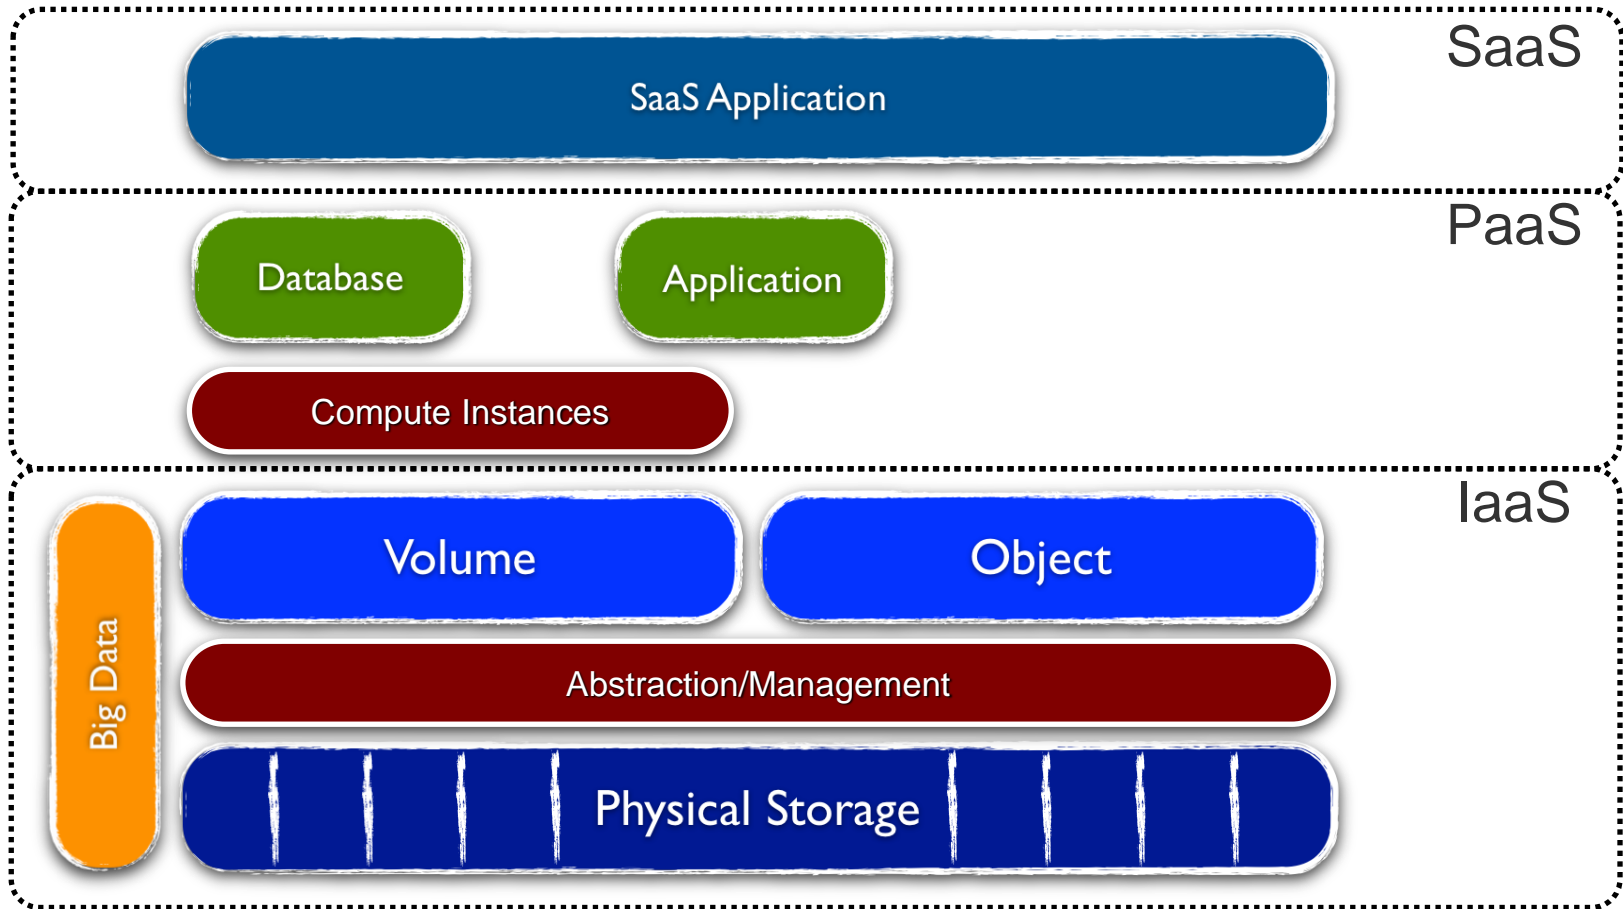 SaaS
SaaS Application
PaaS
Database
Application
Compute Instances
IaaS
Volume
Object
Big Data
Abstraction/Management
Physical Storage